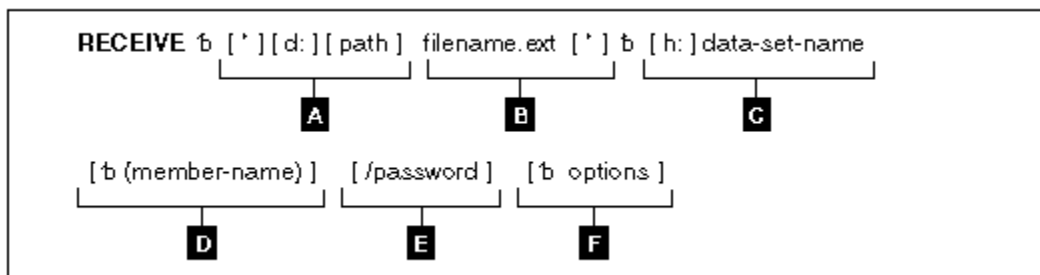 RECEIVE ␢ ['][d:][path] filename.ext ['] ␢ [h:]data-set-name
A B C
[␢ (member-name)] [/password] [␢ options]
D E F